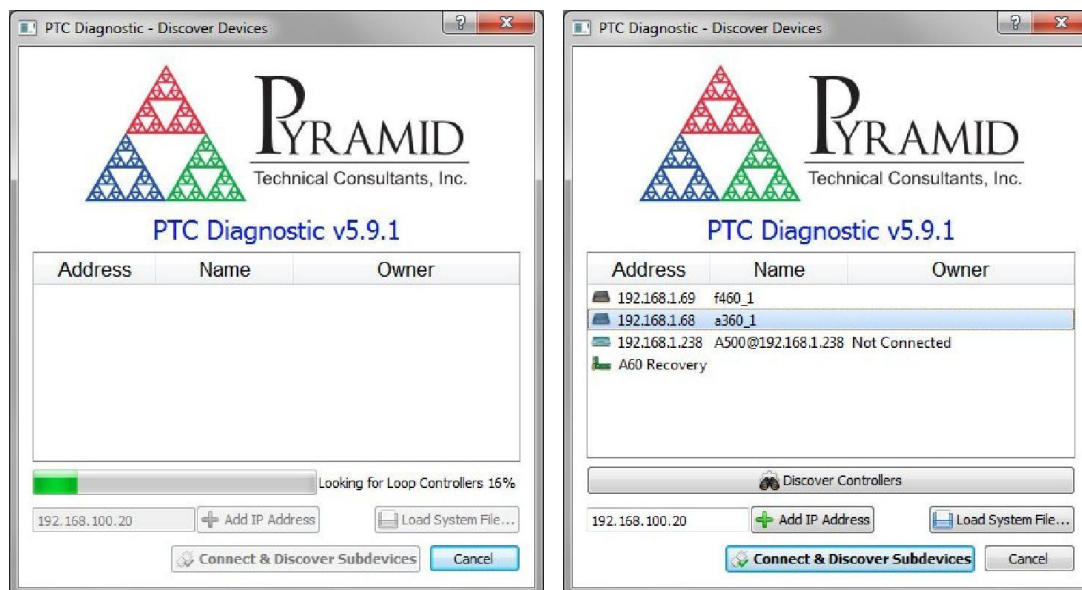 PTC Diagnostic - Discover Devices
PYRAMID
Technical Consultants, Inc.
PTC Diagnostic v5.9.1
Address Name Owner
Looking for Loop Controllers 16%
192.168.100.20 Add IP Address Load System File...
Connect & Discover Subdevices Cancel
PTC Diagnostic - Discover Devices
PYRAMID
Technical Consultants, Inc.
PTC Diagnostic v5.9.1
Address Name Owner
192.168.1.69 f460_1
192.168.1.68 a360_1
192.168.1.238 A500@192.168.1.238 Not Connected
A60 Recovery
Discover Controllers
192.168.100.20 Add IP Address Load System File...
Connect & Discover Subdevices Cancel